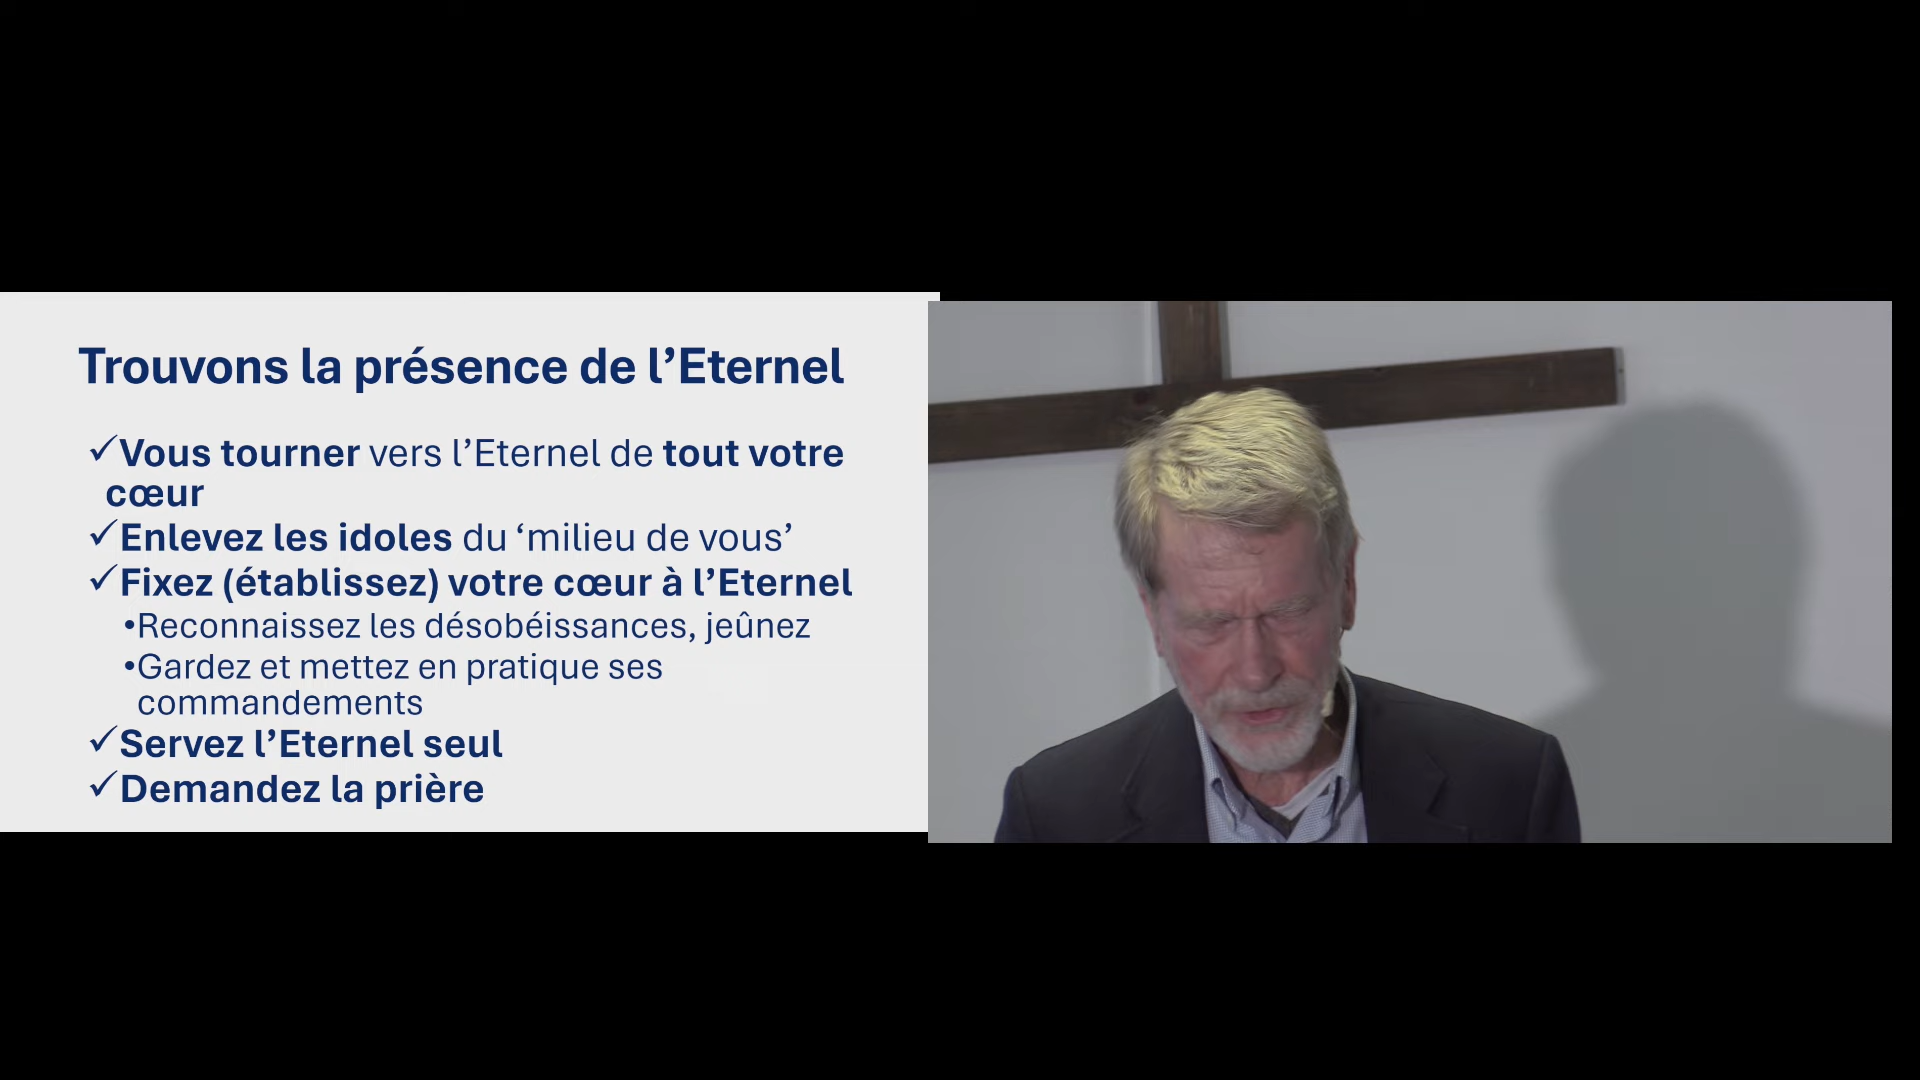 Trouvons la présence de l’Eternel
✓Vous tourner vers l’Eternel de tout votre
cœur
✓Enlevez les idoles du ‘milieu de vous’
✓Fixez (établissez) votre cœur à l’Eternel
•Reconnaissez les désobéissances, jeûnez
•Gardez et mettez en pratique ses
commandements
✓Servez l’Eternel seul
✓Demandez la prière